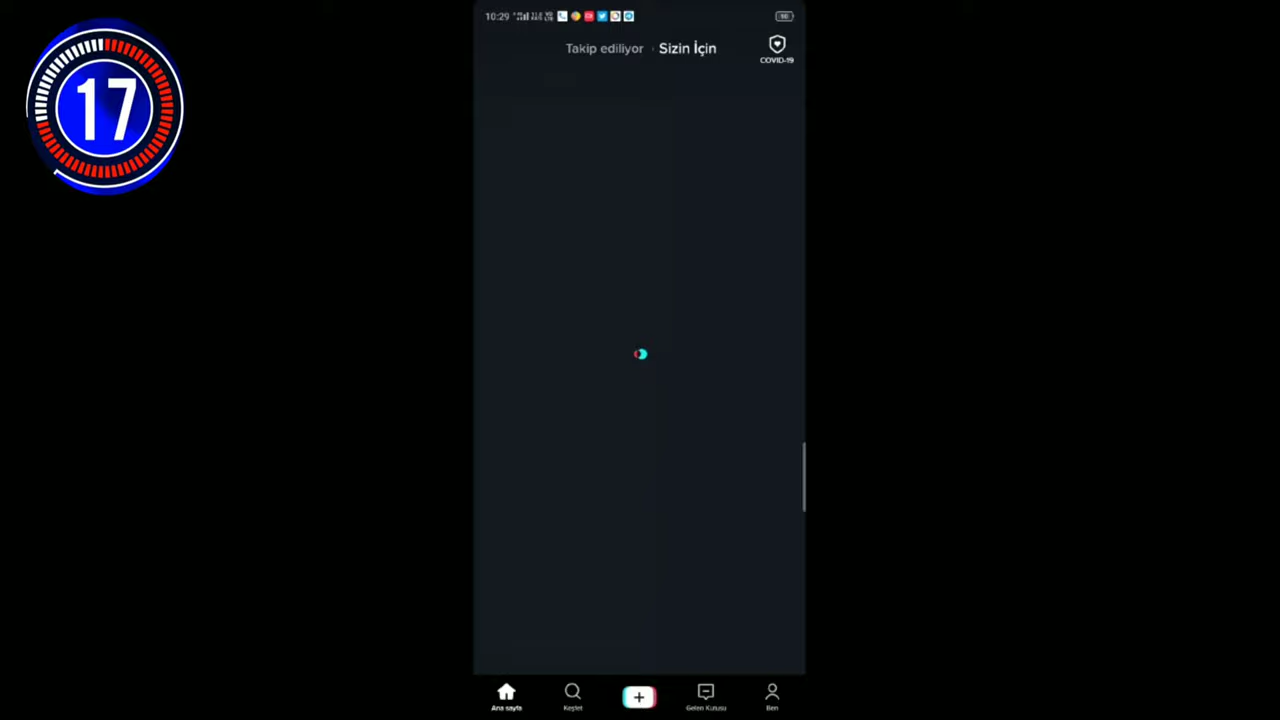 17
10:29
Takip ediliyor Sizin İçin
COVID-19
Ana sayfa Keşfet Gelen Kutusu Ben